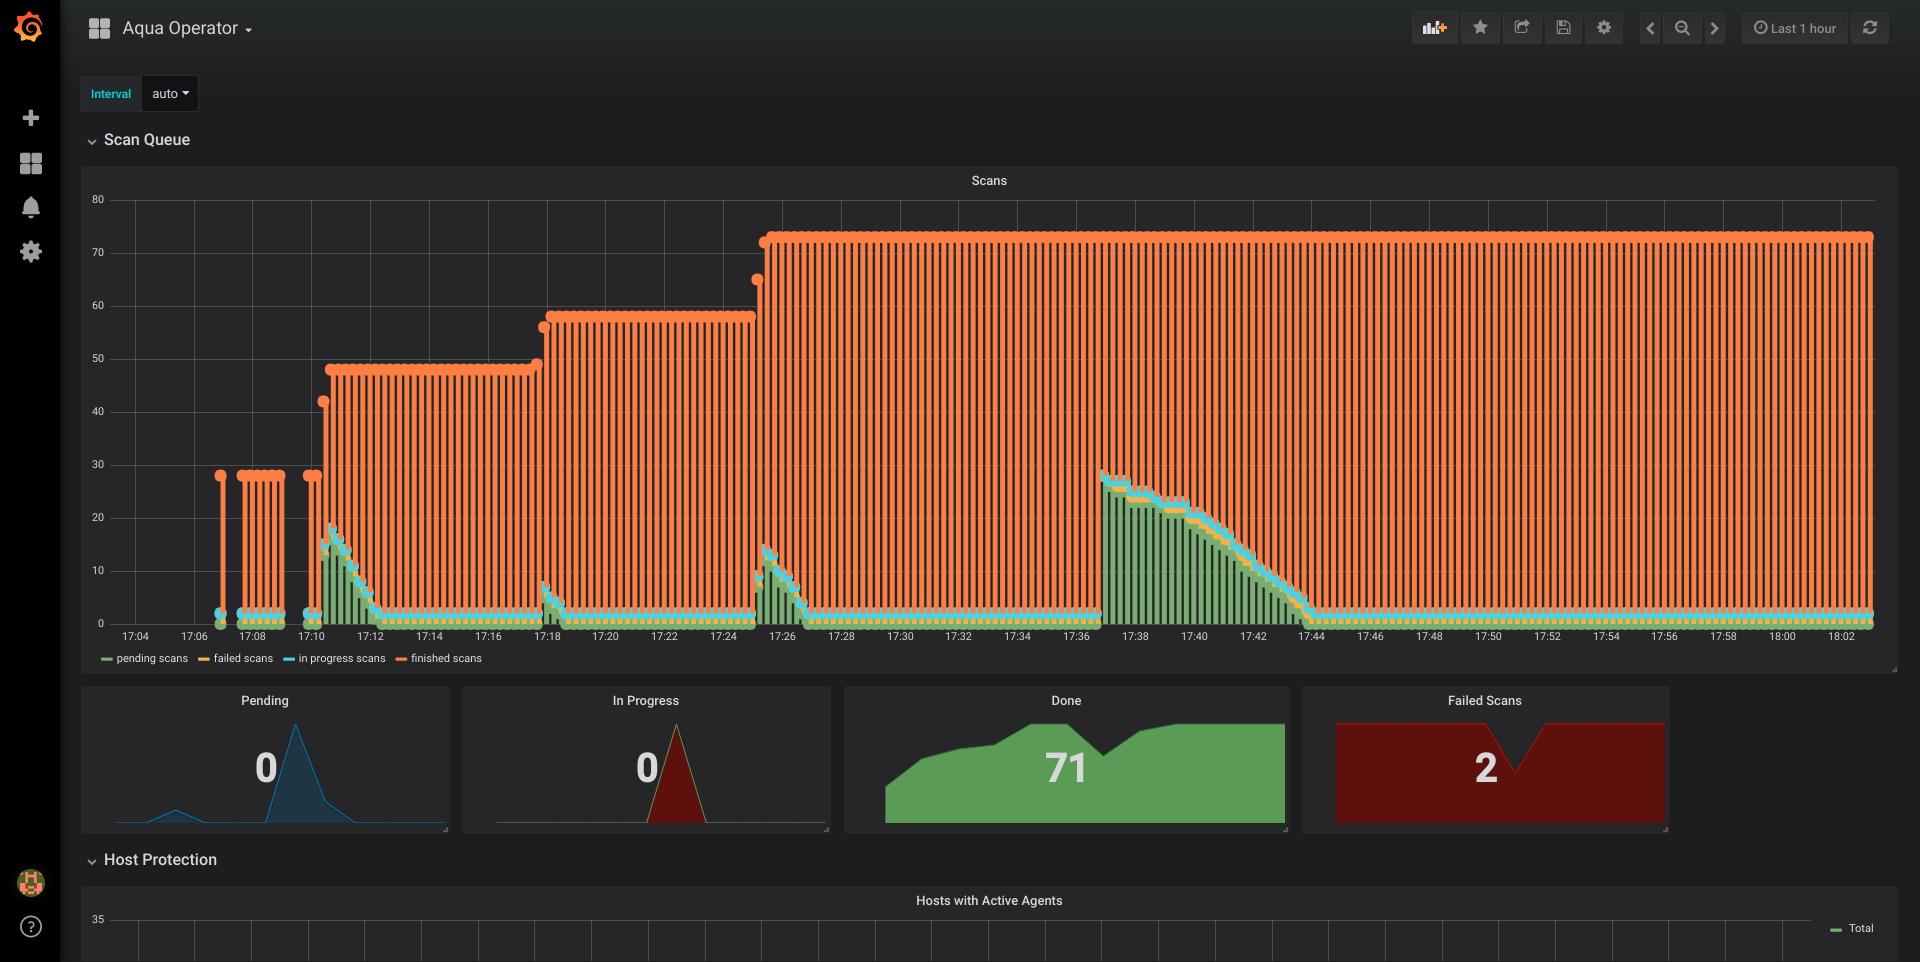 Aqua Operator
Last 1 hour
Interval auto
Scan Queue
Scans
80
70
60
50
40
30
20
10
0
17:04 17:06 17:08 17:10 17:12 17:14 17:16 17:18 17:20 17:22 17:24 17:26 17:28 17:30 17:32 17:34 17:36 17:38 17:40 17:42 17:44 17:46 17:48 17:50 17:52 17:54 17:56 17:58 18:00 18:02
pending scans failed scans in progress scans finished scans
Pending
0
In Progress
0
Done
71
Failed Scans
2
Host Protection
Hosts with Active Agents
35
Total
?